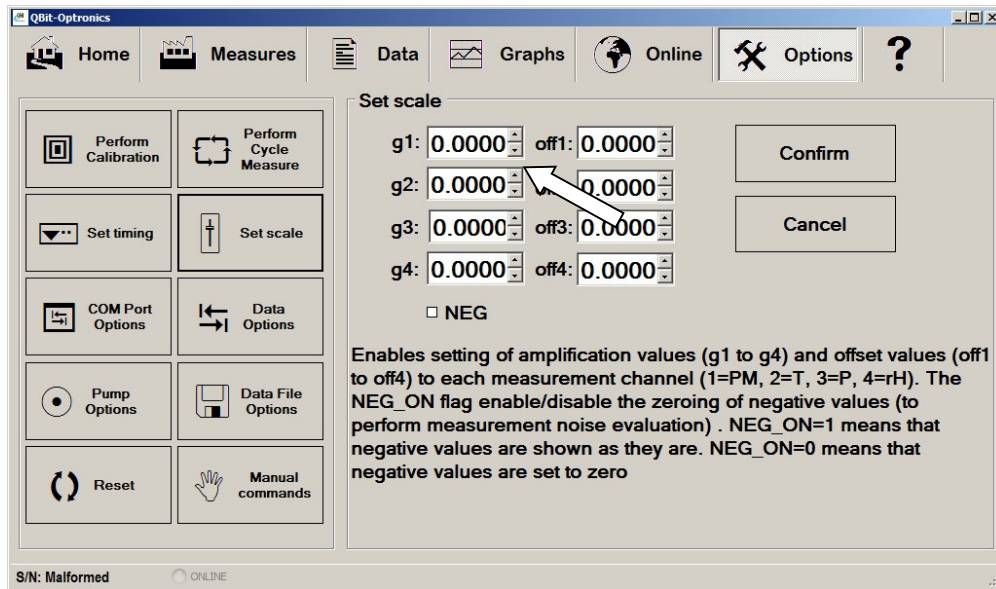 QBit-Optronics
Home Measures Data Graphs Online Options ?
Perform Calibration
Perform Cycle Measure
Set timing
Set scale
COM Port Options
Data Options
Pump Options
Data File Options
Reset
Manual commands
Set scale
g1: 0.0000 off1: 0.0000
g2: 0.0000 0.0000
g3: 0.0000 off3: 0.0000
g4: 0.0000 off4: 0.0000
NEG
Confirm
Cancel
Enables setting of amplification values (g1 to g4) and offset values (off1
to off4) to each measurement channel (1=PM, 2=T, 3=P, 4=rH). The
NEG_ON flag enable/disable the zeroing of negative values (to
perform measurement noise evaluation) . NEG_ON=1 means that
negative values are shown as they are. NEG_ON=0 means that
negative values are set to zero
S/N: Malformed ONLINE